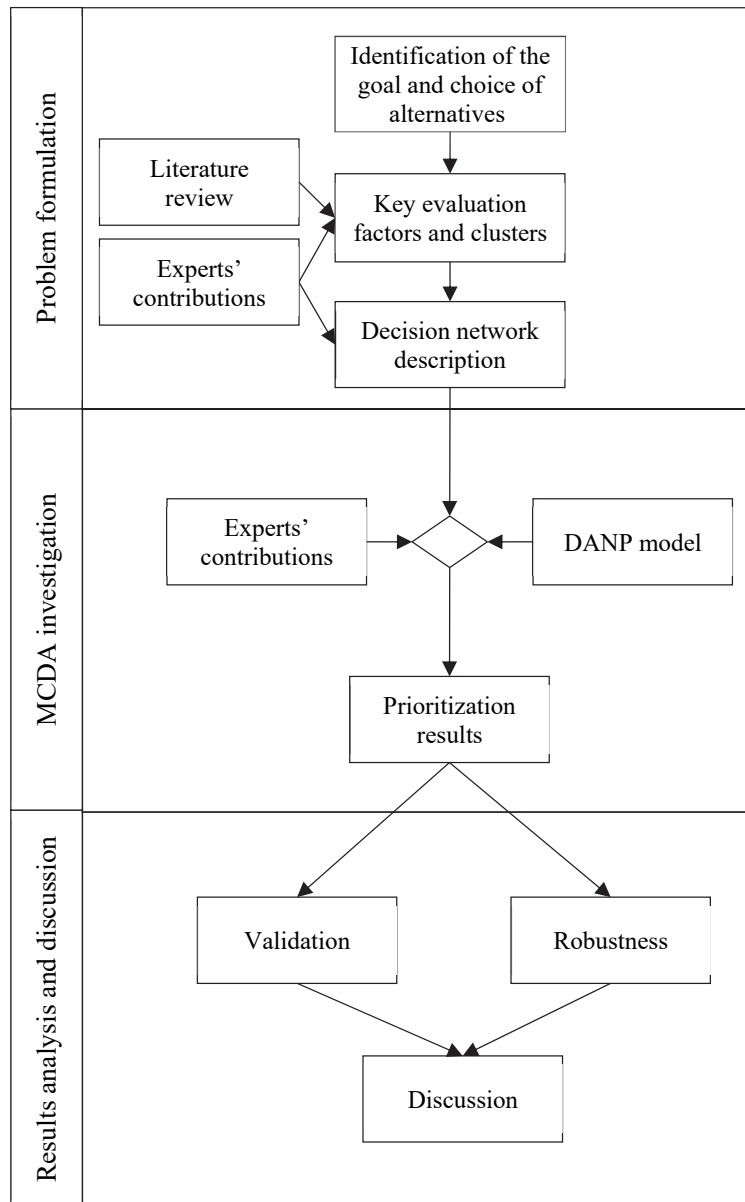 Problem formulation
Identification of the
goal and choice of
alternatives
Literature
review
Key evaluation
factors and clusters
Experts’
contributions
Decision network
description
MCDA investigation
Experts’
contributions
DANP model
Prioritization
results
Results analysis and discussion
Validation
Robustness
Discussion